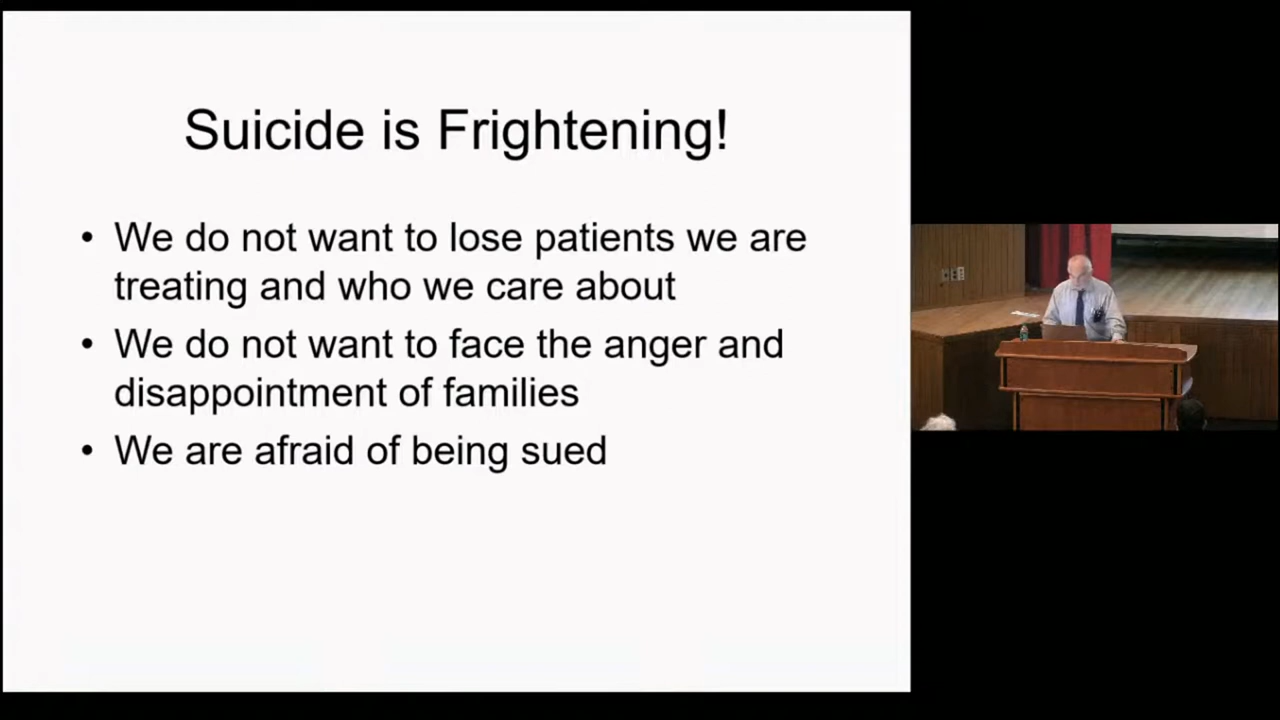 Suicide is Frightening!
• We do not want to lose patients we are
treating and who we care about
• We do not want to face the anger and
disappointment of families
• We are afraid of being sued